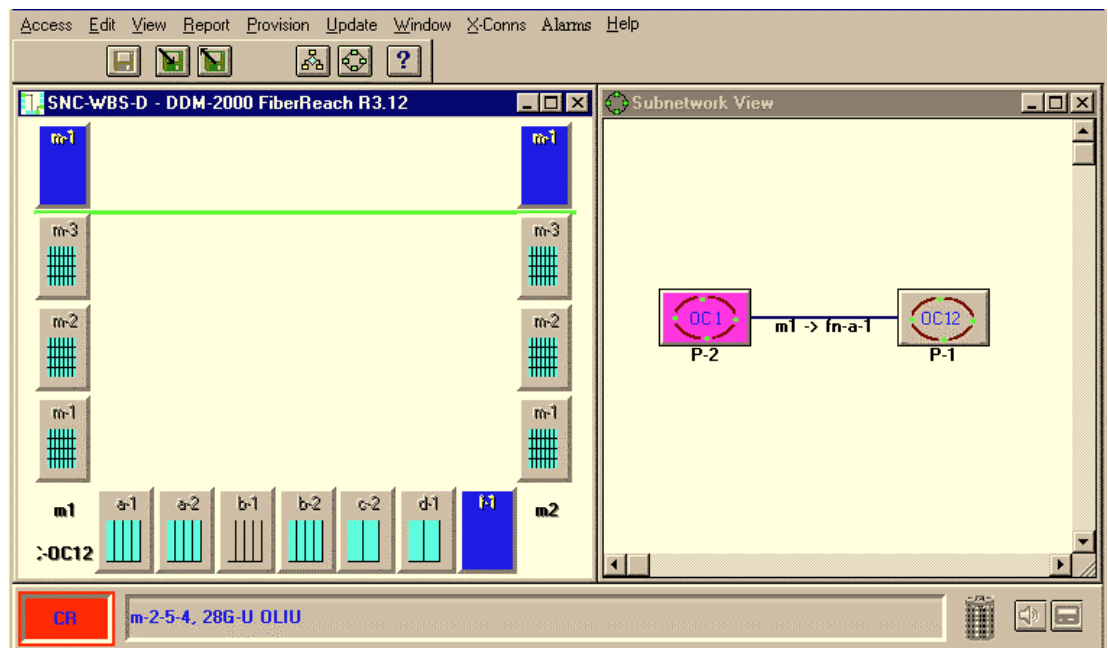 Access Edit View Report Provision Update Window X-Conns Alarms Help
?
SNC-WBS-D - DDM-2000 FiberReach R3.12
Subnetwork View
m-1 m-1
m-3 m-3
m-2 m-2
m-1 m-1
OC1 OC12
m1 -> fn-a-1
P-2 P-1
m1 a-1 a-2 b-1 b-2 c-2 d-1 f-1 m2
:-OC12
CR m-2-5-4, 28G-U OLIU